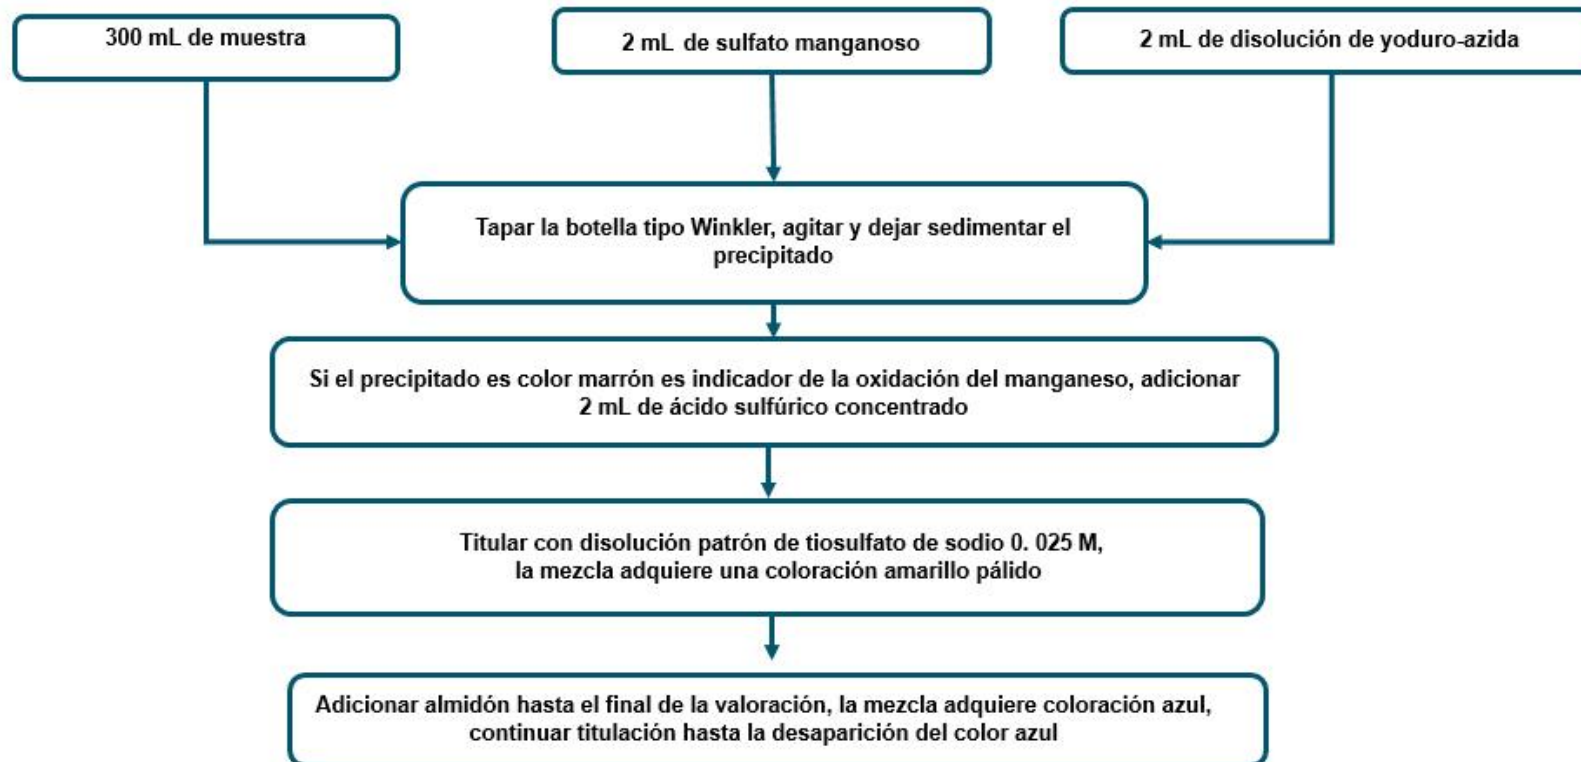 300 mL de muestra
2 mL de sulfato manganoso
2 mL de disolución de yoduro-azida
Tapar la botella tipo Winkler, agitar y dejar sedimentar el
precipitado
Si el precipitado es color marrón es indicador de la oxidación del manganeso, adicionar
2 mL de ácido sulfúrico concentrado
Titular con disolución patrón de tiosulfato de sodio 0. 025 M,
la mezcla adquiere una coloración amarillo pálido
Adicionar almidón hasta el final de la valoración, la mezcla adquiere coloración azul,
continuar titulación hasta la desaparición del color azul